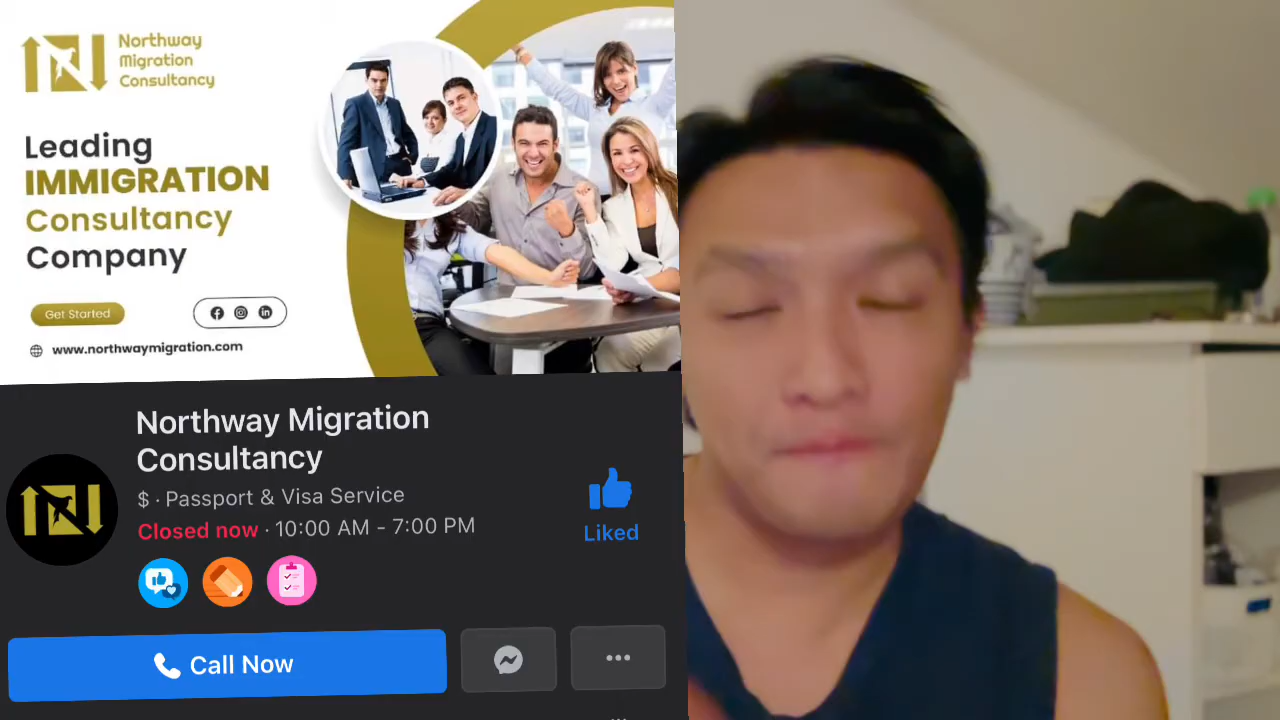 Northway
Migration
Consultancy
Leading
IMMIGRATION
Consultancy
Company
Get Started
www.northwaymigration.com
Northway Migration
Consultancy
$ · Passport & Visa Service
Closed now · 10:00 AM - 7:00 PM
Liked
Call Now